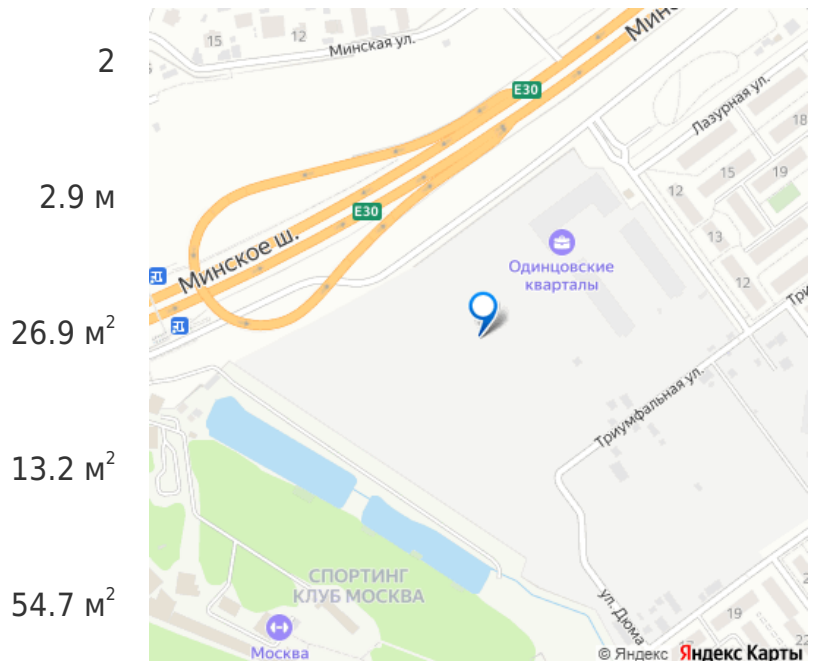 2
2.9 м
26.9 м²
13.2 м²
54.7 м²
15
12
Минская ул.
E30
Лазурная ул.
18
15
19
12
E30
13
Минское ш.
Одинцовские
кварталы
12
Триумфальная ул.
СПОРТИНГ
КЛУБ МОСКВА
ул. Дюма
19
22
Москва
© Яндекс Яндекс Карты